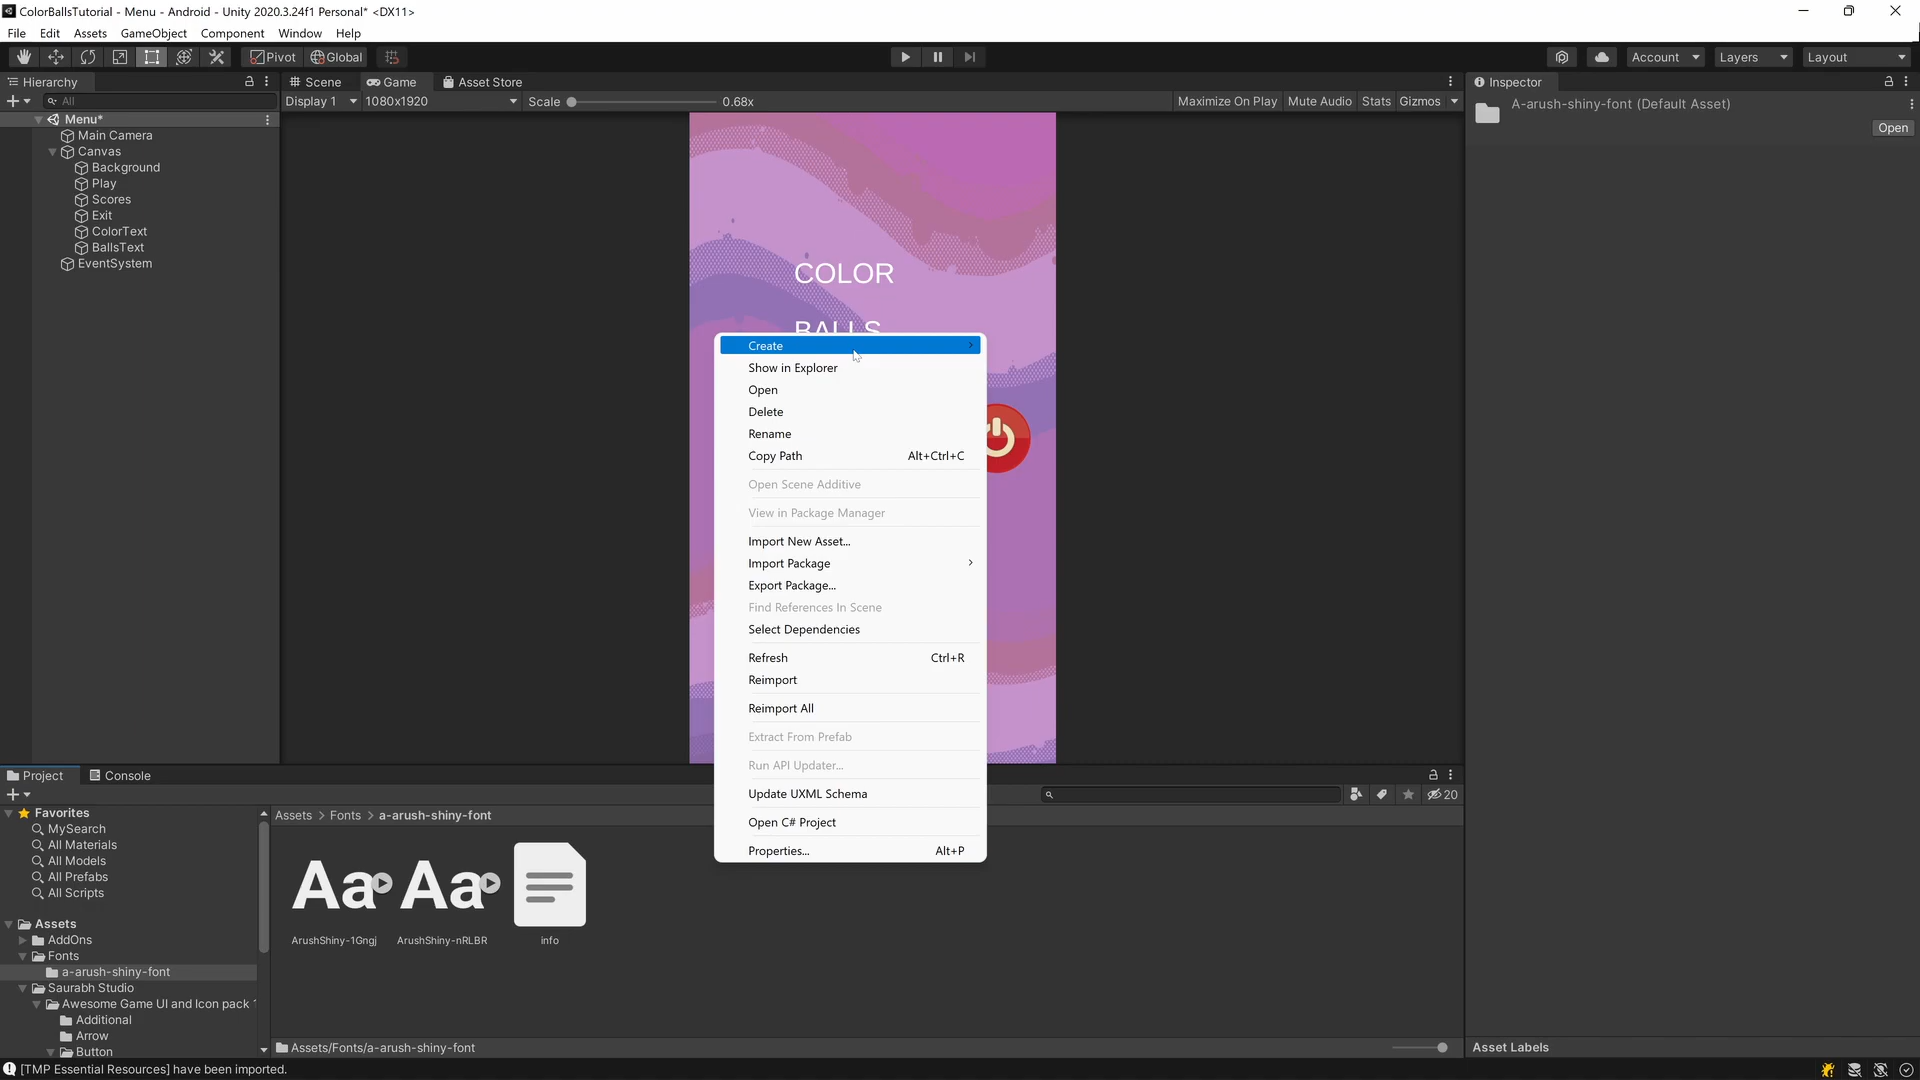 ColorBallsTutorial - Menu - Android - Unity 2020.3.24f1 Personal* <DX11>
File Edit Assets GameObject Component Window Help
Pivot Global Account Layers Layout
Hierarchy
All
Menu*
Main Camera
Canvas
Background
Play
Scores
Exit
ColorText
BallsText
EventSystem
Scene Game Asset Store
Display 1 1080x1920 Scale 0.68x Maximize On Play Mute Audio Stats Gizmos
COLOR
BALLS
Create
Show in Explorer
Open
Delete
Rename
Copy Path Alt+Ctrl+C
Open Scene Additive
View in Package Manager
Import New Asset...
Import Package
Export Package...
Find References In Scene
Select Dependencies
Refresh Ctrl+R
Reimport
Reimport All
Extract From Prefab
Run API Updater...
Update UXML Schema
Open C# Project
Properties... Alt+P
Inspector
A-arush-shiny-font (Default Asset)
Open
Project Console
20
Favorites
MySearch
All Materials
All Models
All Prefabs
All Scripts
Assets
AddOns
Fonts
a-arush-shiny-font
Saurabh Studio
Awesome Game UI and Icon pack
Additional
Arrow
Button
Assets > Fonts > a-arush-shiny-font
Aa Aa
ArushShiny-1Gngj ArushShiny-nRLBR info
Assets/Fonts/a-arush-shiny-font
Asset Labels
[TMP Essential Resources] have been imported.